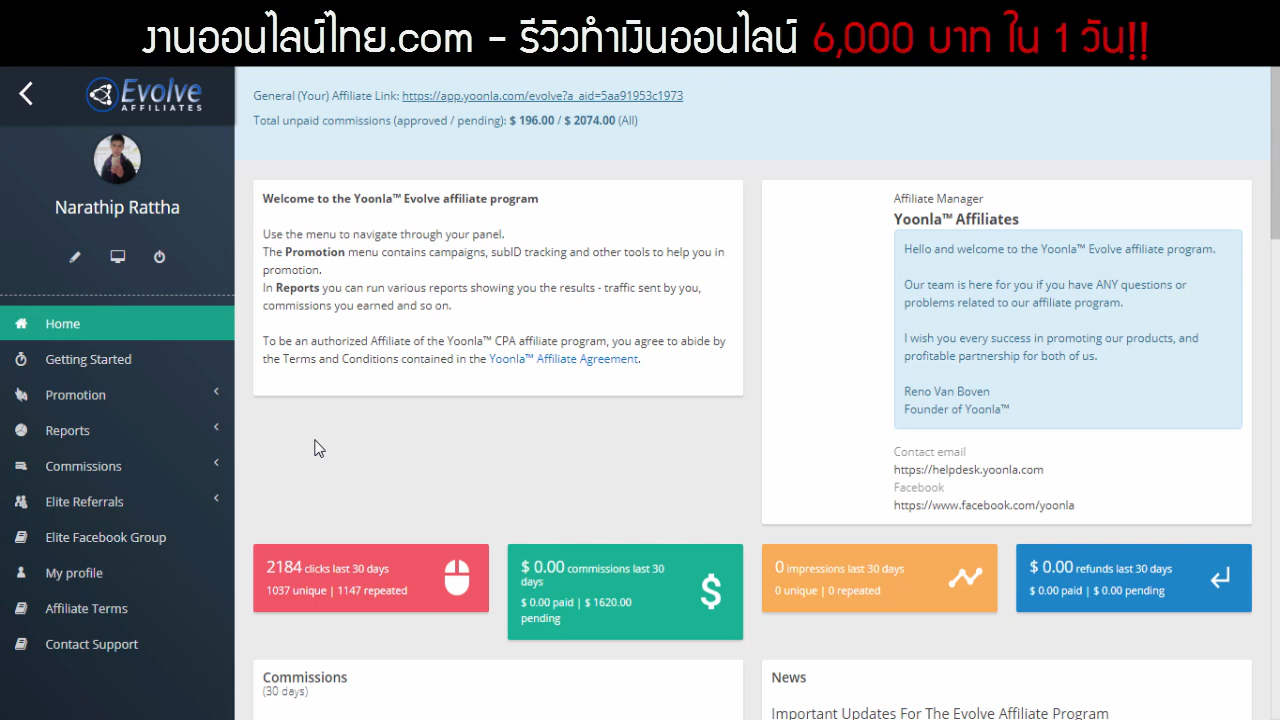 งานออนไลน์ไทย.com - รีวิวทำเงินออนไลน์ 6,000 บาท ใน 1 วัน!!
Evolve
AFFILIATES
Narathip Rattha
Home
Getting Started
Promotion
Reports
Commissions
Elite Referrals
Elite Facebook Group
My profile
Affiliate Terms
Contact Support
General (Your) Affiliate Link: https://app.yoonla.com/evolve?a_aid=5aa91953c1973
Total unpaid commissions (approved / pending): $ 196.00 / $ 2074.00 (All)
Welcome to the Yoonla™ Evolve affiliate program
Use the menu to navigate through your panel.
The Promotion menu contains campaigns, subID tracking and other tools to help you in
promotion.
In Reports you can run various reports showing you the results - traffic sent by you,
commissions you earned and so on.
To be an authorized Affiliate of the Yoonla™ CPA affiliate program, you agree to abide by
the Terms and Conditions contained in the Yoonla™ Affiliate Agreement.
Affiliate Manager
Yoonla™ Affiliates
Hello and welcome to the Yoonla™ Evolve affiliate program.
Our team is here for you if you have ANY questions or
problems related to our affiliate program.
I wish you every success in promoting our products, and
profitable partnership for both of us.
Reno Van Boven
Founder of Yoonla™
Contact email
https://helpdesk.yoonla.com
Facebook
https://www.facebook.com/yoonla
2184 clicks last 30 days
1037 unique | 1147 repeated
$ 0.00 commissions last 30
days
$ 0.00 paid | $ 1620.00
pending
0 impressions last 30 days
0 unique | 0 repeated
$ 0.00 refunds last 30 days
$ 0.00 paid | $ 0.00 pending
Commissions
(30 days)
News
Important Updates For The Evolve Affiliate Program